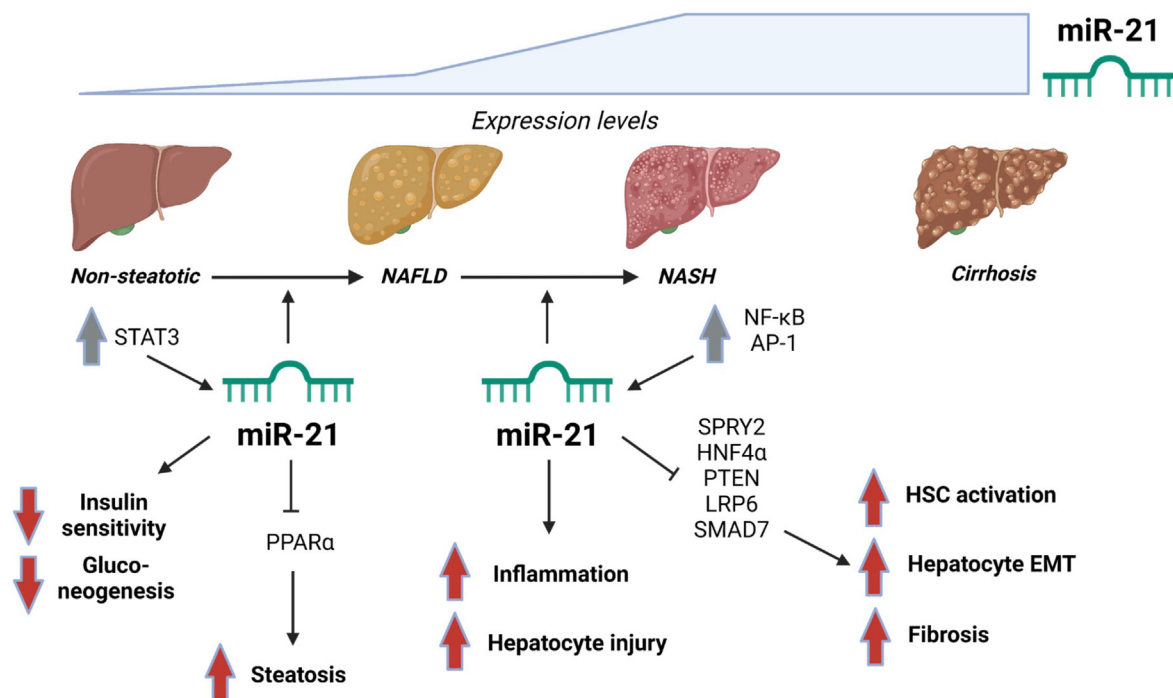 miR-21
Expression levels
Non-steatotic
NAFLD
NASH
Cirrhosis
STAT3
NF-κB
AP-1
miR-21
miR-21
Insulin
sensitivity
Gluco-
neogenesis
PPARα
Steatosis
Inflammation
Hepatocyte injury
SPRY2
HNF4α
PTEN
LRP6
SMAD7
HSC activation
Hepatocyte EMT
Fibrosis